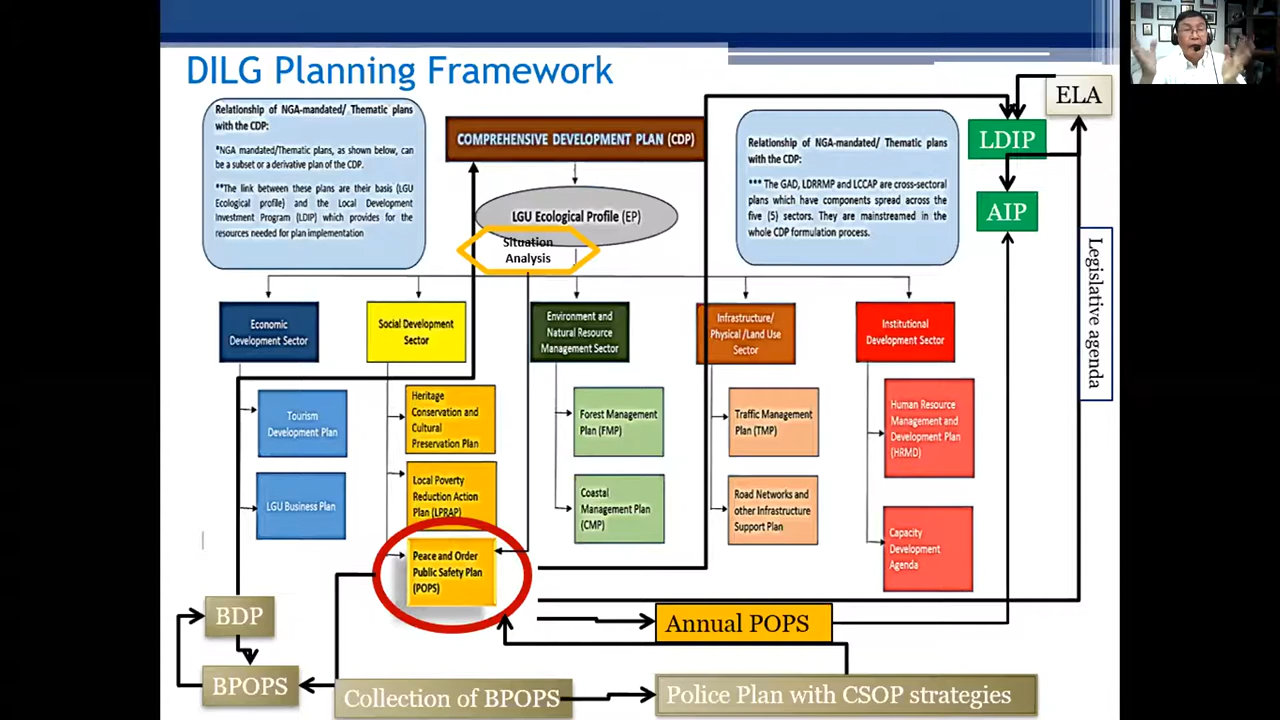 DILG Planning Framework
Relationship of NGA-mandated/ Thematic plans
with the CDP:
*NGA mandated/Thematic plans, as shown below, can
be a subset or a derivative plan of the CDP.
**The link between these plans are their basis (LGU
Ecological profile) and the Local Development
Investment Program (LDIP) which provides for the
resources needed for plan implementation
COMPREHENSIVE DEVELOPMENT PLAN (CDP)
LGU Ecological Profile (EP)
Situation
Analysis
Relationship of NGA-mandated/ Thematic plans
with the CDP:
*** The GAD, LDRRMP and LCCAP are cross-sectoral
plans which have components spread across the
five (5) sectors. They are mainstreamed in the
whole CDP formulation process.
ELA
LDIP
AIP
Legislative agenda
Economic
Development Sector
Social Development
Sector
Environment and
Natural Resource
Management Sector
Infrastructure/
Physical /Land Use
Sector
Institutional
Development Sector
Tourism
Development Plan
LGU Business Plan
Heritage
Conservation and
Cultural
Preservation Plan
Local Poverty
Reduction Action
Plan (LPRAP)
Peace and Order
Public Safety Plan
(POPS)
Forest Management
Plan (FMP)
Coastal
Management Plan
(CMP)
Traffic Management
Plan (TMP)
Road Networks and
other Infrastructure
Support Plan
Human Resource
Management and
Development Plan
(HRMD)
Capacity
Development
Agenda
BDP
BPOPS
Annual POPS
Collection of BPOPS
Police Plan with CSOP strategies